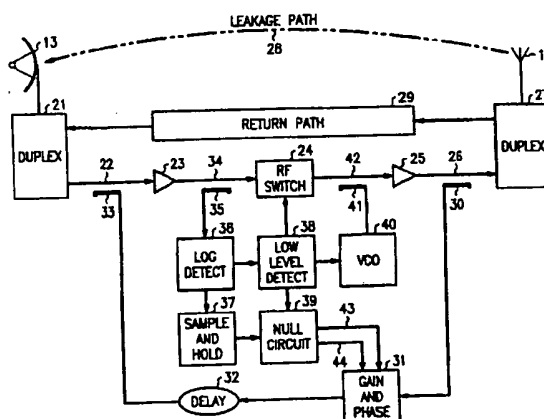 LEAKAGE PATH
28
13
21
DUPLEX
29
RETURN PATH
27
DUPLEX
22
33
23
34
35
24
RF
SWITCH
42
41
25
26
30
36
LOG
DETECT
38
LOW
LEVEL
DETECT
40
VCO
37
SAMPLE
AND
HOLD
39
NULL
CIRCUIT
43
44
32
DELAY
31
GAIN
AND
PHASE